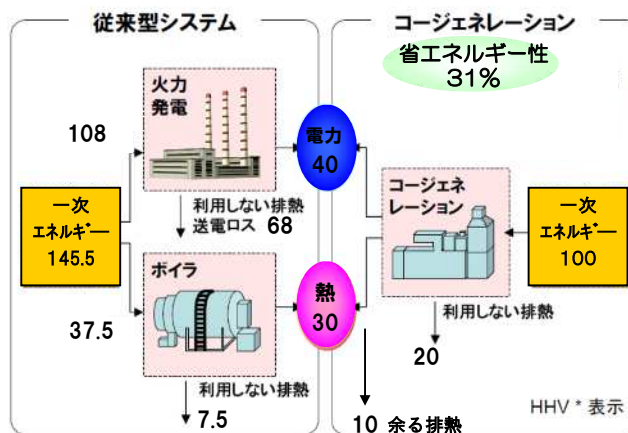 従来型システム
火力
発電
108
利用しない排熱
送電ロス 68
一次
エネルギー
145.5
ボイラ
37.5
利用しない排熱
7.5
電力
40
熱
30
コージェネレーション
省エネルギー性
31%
コージェネ
レーション
一次
エネルギー
100
利用しない排熱
20
10 余る排熱
HHV * 表示